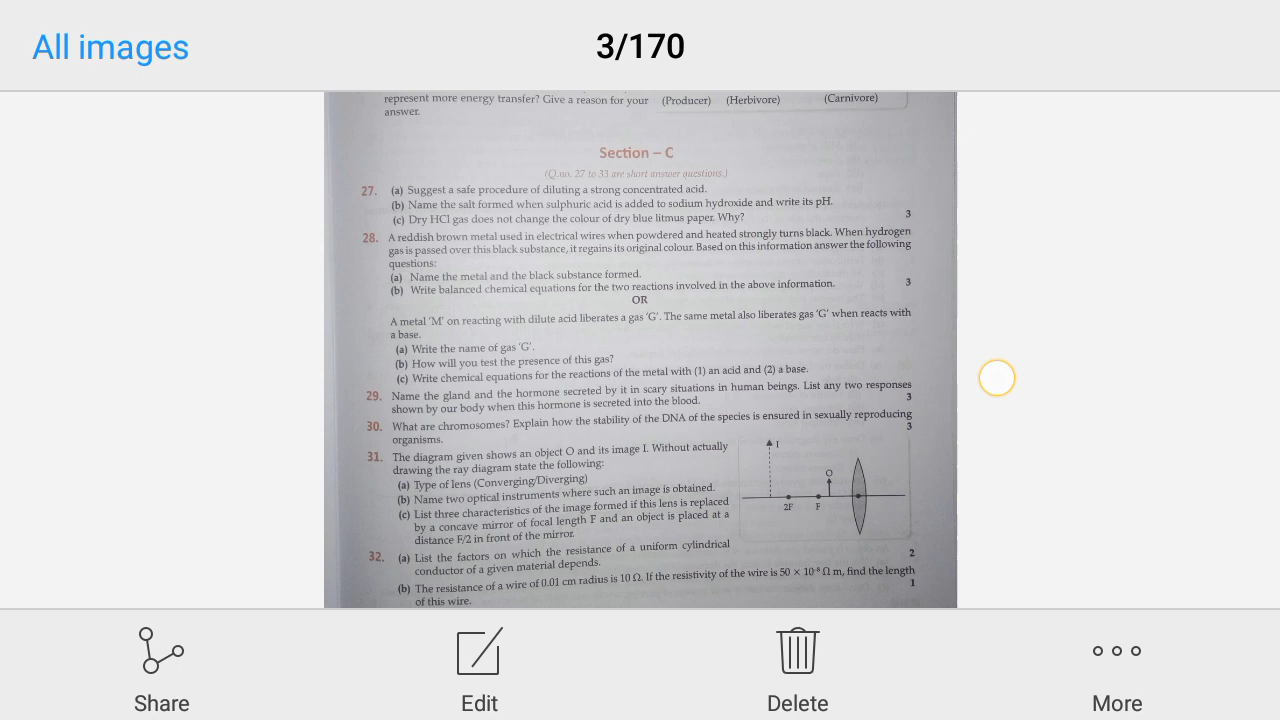 All images
3/170
represent more energy transfer? Give a reason for your
answer.
(Producer) (Herbivore) (Carnivore)
Section – C
(Q.no. 27 to 33 are short answer questions.)
27. (a) Suggest a safe procedure of diluting a strong concentrated acid.
(b) Name the salt formed when sulphuric acid is added to sodium hydroxide and write its pH.
(c) Dry HCl gas does not change the colour of dry blue litmus paper. Why? 3
28. A reddish brown metal used in electrical wires when powdered and heated strongly turns black. When hydrogen
gas is passed over this black substance, it regains its original colour. Based on this information answer the following
questions:
(a) Name the metal and the black substance formed.
(b) Write balanced chemical equations for the two reactions involved in the above information. 3
OR
A metal 'M' on reacting with dilute acid liberates a gas 'G'. The same metal also liberates gas 'G' when reacts with
a base.
(a) Write the name of gas 'G'.
(b) How will you test the presence of this gas?
(c) Write chemical equations for the reactions of the metal with (1) an acid and (2) a base.
29. Name the gland and the hormone secreted by it in scary situations in human beings. List any two responses
shown by our body when this hormone is secreted into the blood. 3
30. What are chromosomes? Explain how the stability of the DNA of the species is ensured in sexually reproducing
organisms. 3
31. The diagram given shows an object O and its image I. Without actually
drawing the ray diagram state the following:
(a) Type of lens (Converging/Diverging)
(b) Name two optical instruments where such an image is obtained.
(c) List three characteristics of the image formed if this lens is replaced
by a concave mirror of focal length F and an object is placed at a
distance F/2 in front of the mirror.
I
O
2F F
32. (a) List the factors on which the resistance of a uniform cylindrical
conductor of a given material depends. 2
(b) The resistance of a wire of 0.01 cm radius is 10 Ω. If the resistivity of the wire is 50 × 10⁻⁸ Ω m, find the length
of this wire. 1
Share
Edit
Delete
More